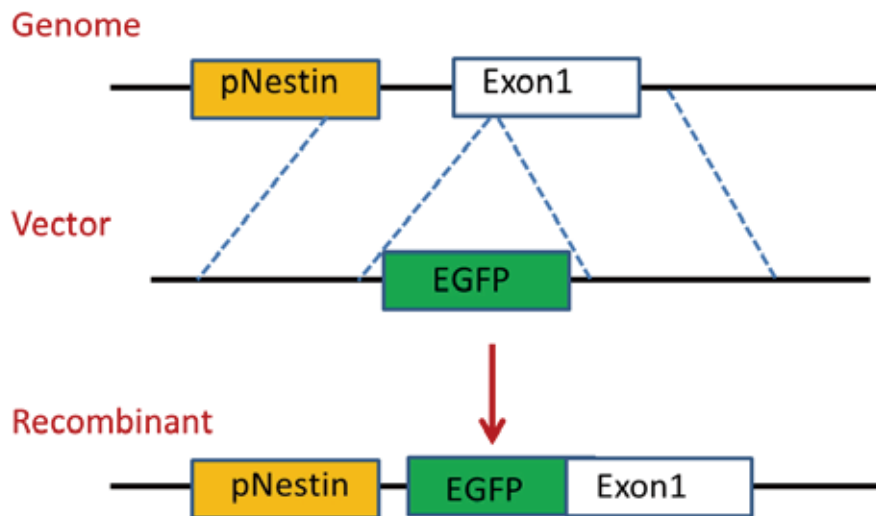 Genome
pNestin Exon1
Vector
EGFP
Recombinant
pNestin EGFP Exon1